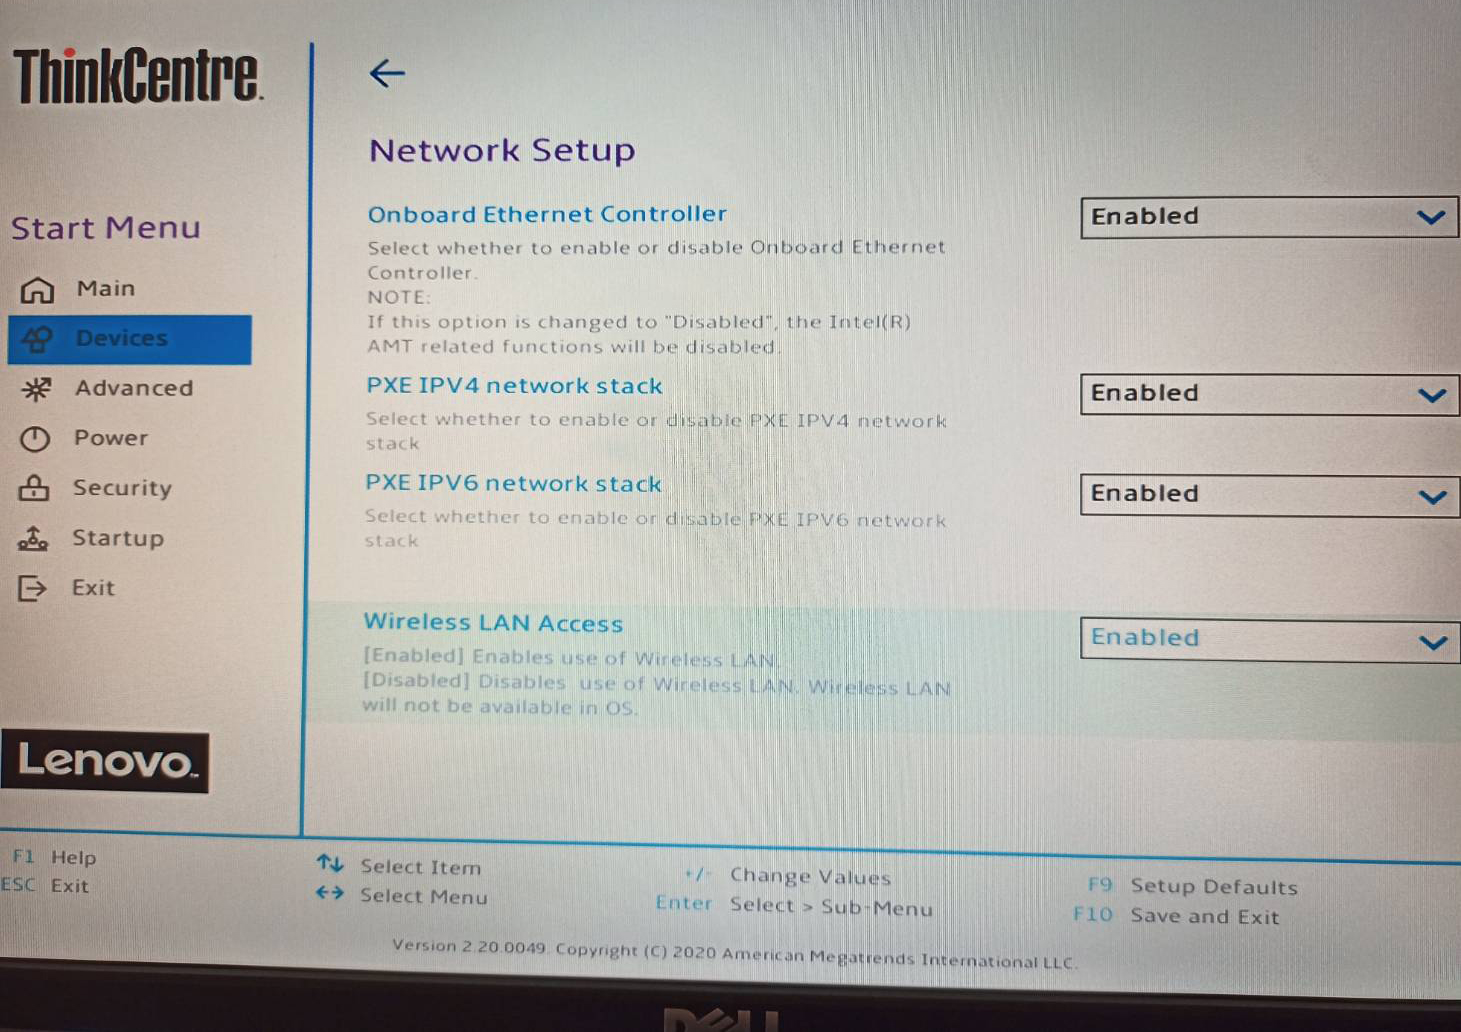 ThinkCentre.
Network Setup
Start Menu
Main
Devices
Advanced
Power
Security
Startup
Exit
Onboard Ethernet Controller
Enabled
Select whether to enable or disable Onboard Ethernet
Controller.
NOTE:
If this option is changed to "Disabled", the Intel(R)
AMT related functions will be disabled.
PXE IPV4 network stack
Enabled
Select whether to enable or disable PXE IPV4 network
stack
PXE IPV6 network stack
Enabled
Select whether to enable or disable PXE IPV6 network
stack
Wireless LAN Access
Enabled
[Enabled] Enables use of Wireless LAN.
[Disabled] Disables use of Wireless LAN. Wireless LAN
will not be available in OS.
Lenovo
F1 Help
ESC Exit
↑↓ Select Item
←→ Select Menu
+/- Change Values
Enter Select > Sub-Menu
F9 Setup Defaults
F10 Save and Exit
Version 2.20.0049. Copyright (C) 2020 American Megatrends International LLC.
DELL